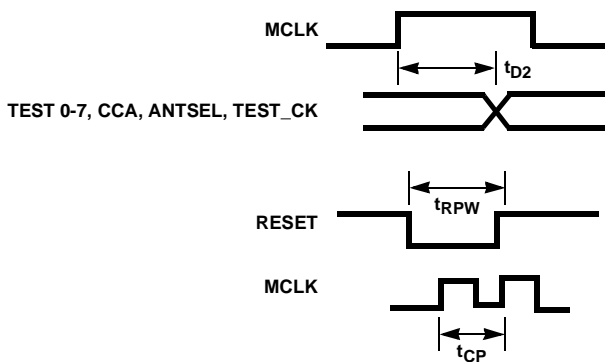 MCLK
tD2
TEST 0-7, CCA, ANTSEL, TEST_CK
tRPW
RESET
MCLK
tCP